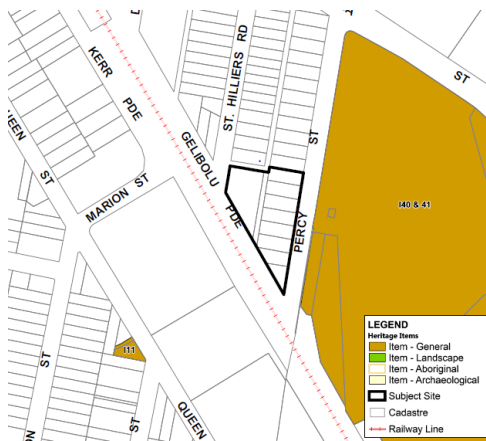 KERR
PDE
ST. HILLIERS RD
ST
ST
GELIBOLU
PDE
ST
MARION ST
PERCY
I40 & 41
I11
ST
ST
QUEEN
LEGEND
Heritage Items
Item - General
Item - Landscape
Item - Aboriginal
Item - Archaeological
Subject Site
Cadastre
Railway Line